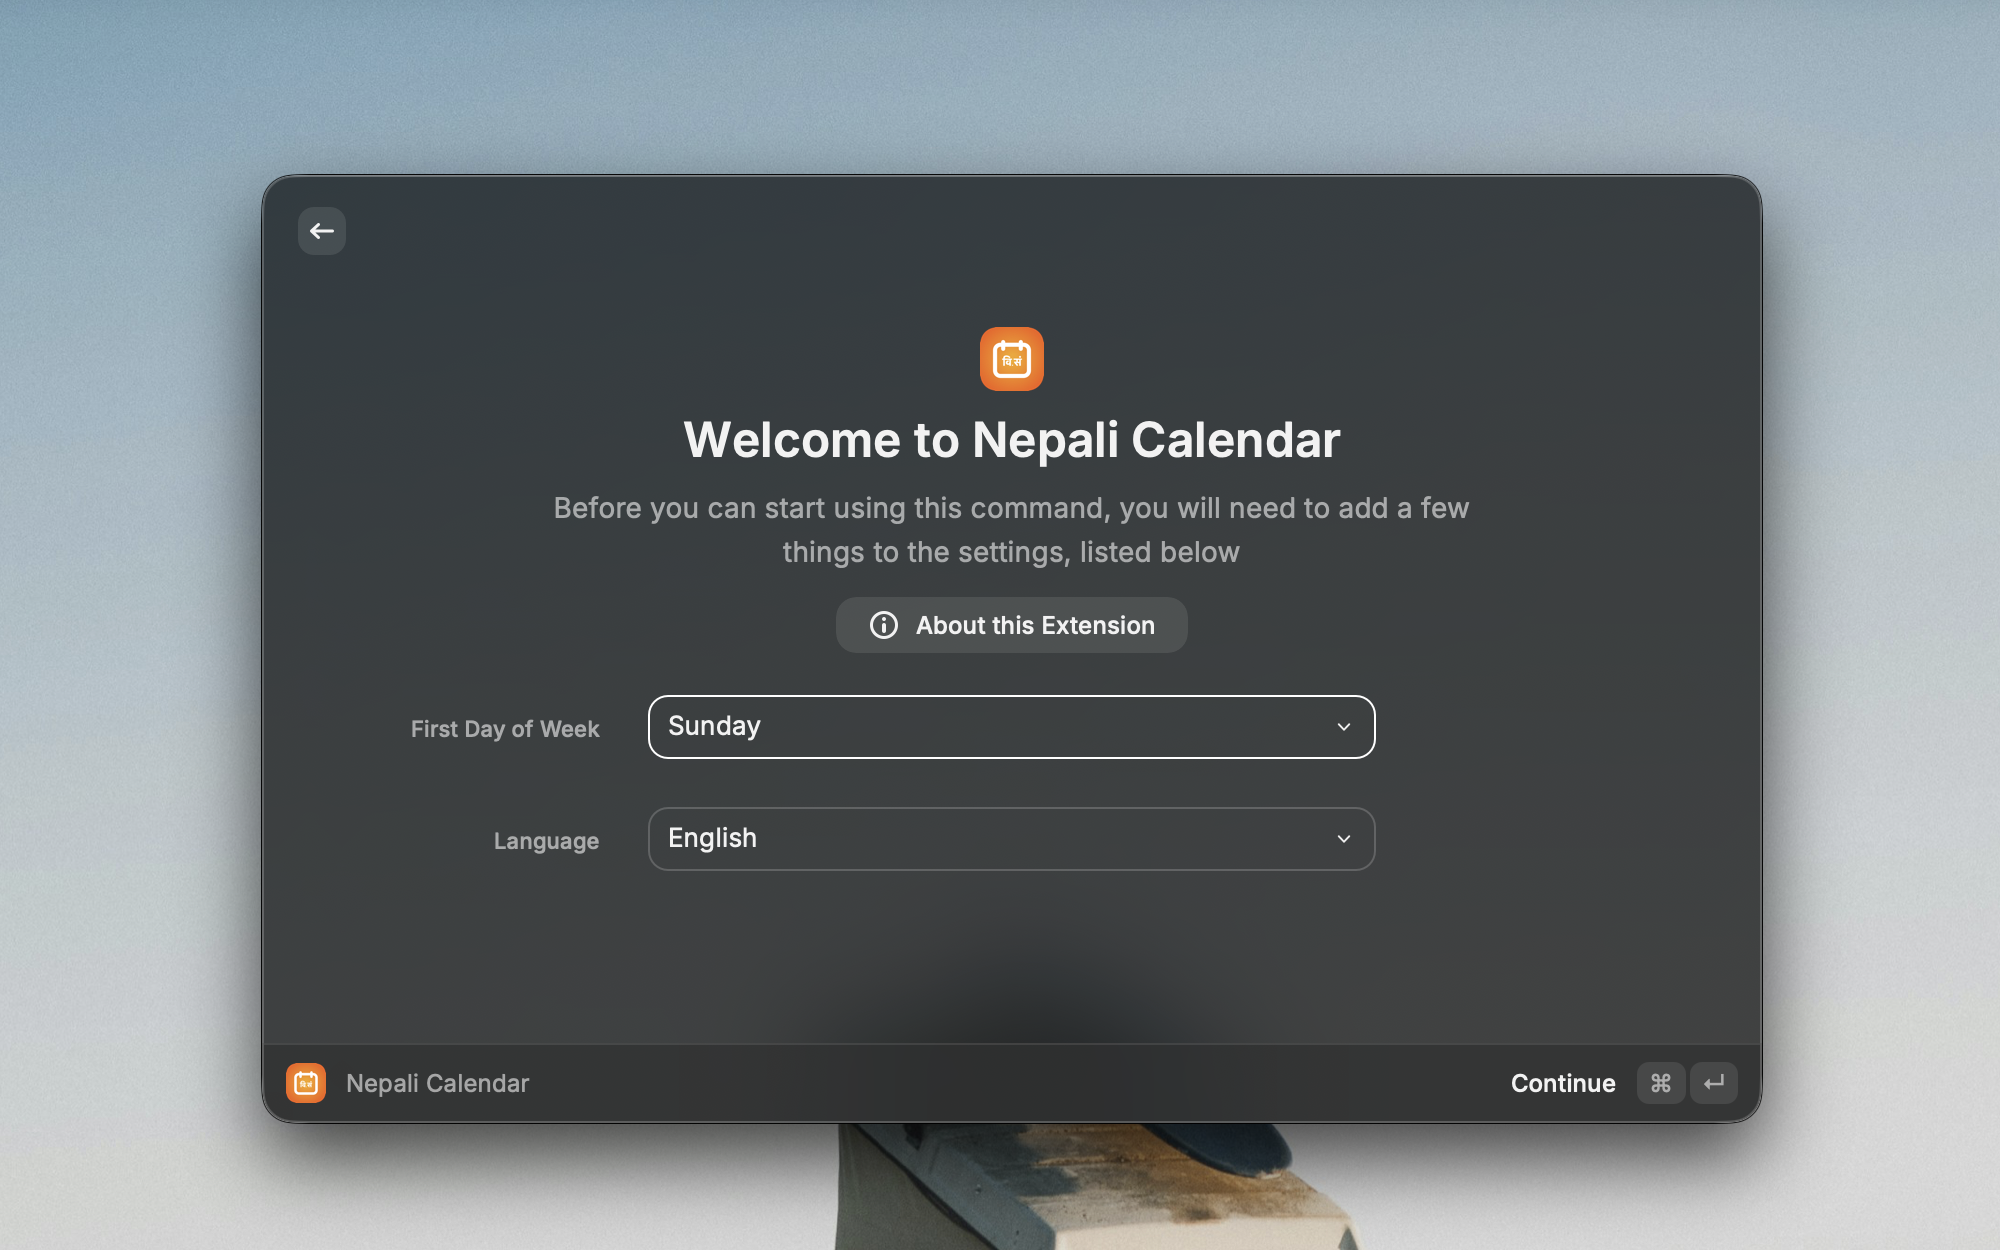 वि.सं
Welcome to Nepali Calendar
Before you can start using this command, you will need to add a few
things to the settings, listed below
About this Extension
First Day of Week
Sunday
Language
English
वि.सं
Nepali Calendar
Continue
⌘